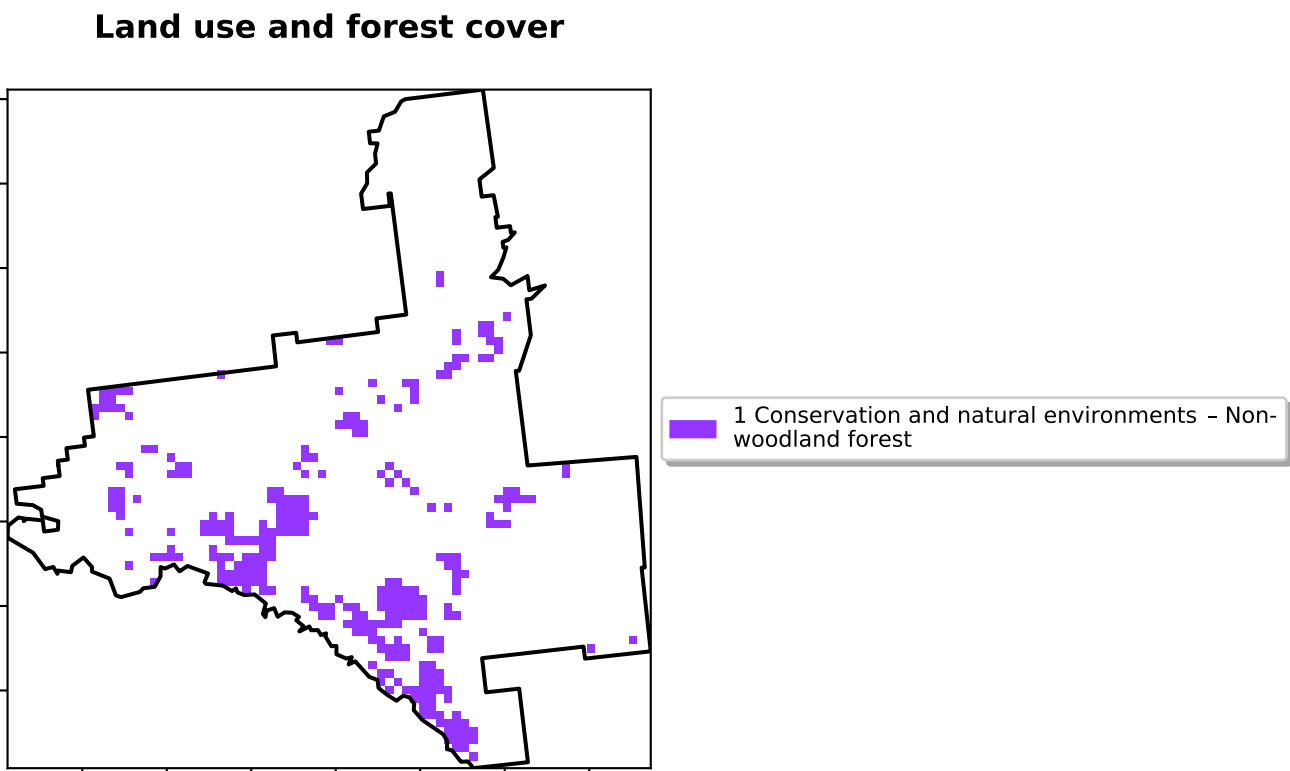 Land use and forest cover
1 Conservation and natural environments – Non-
woodland forest